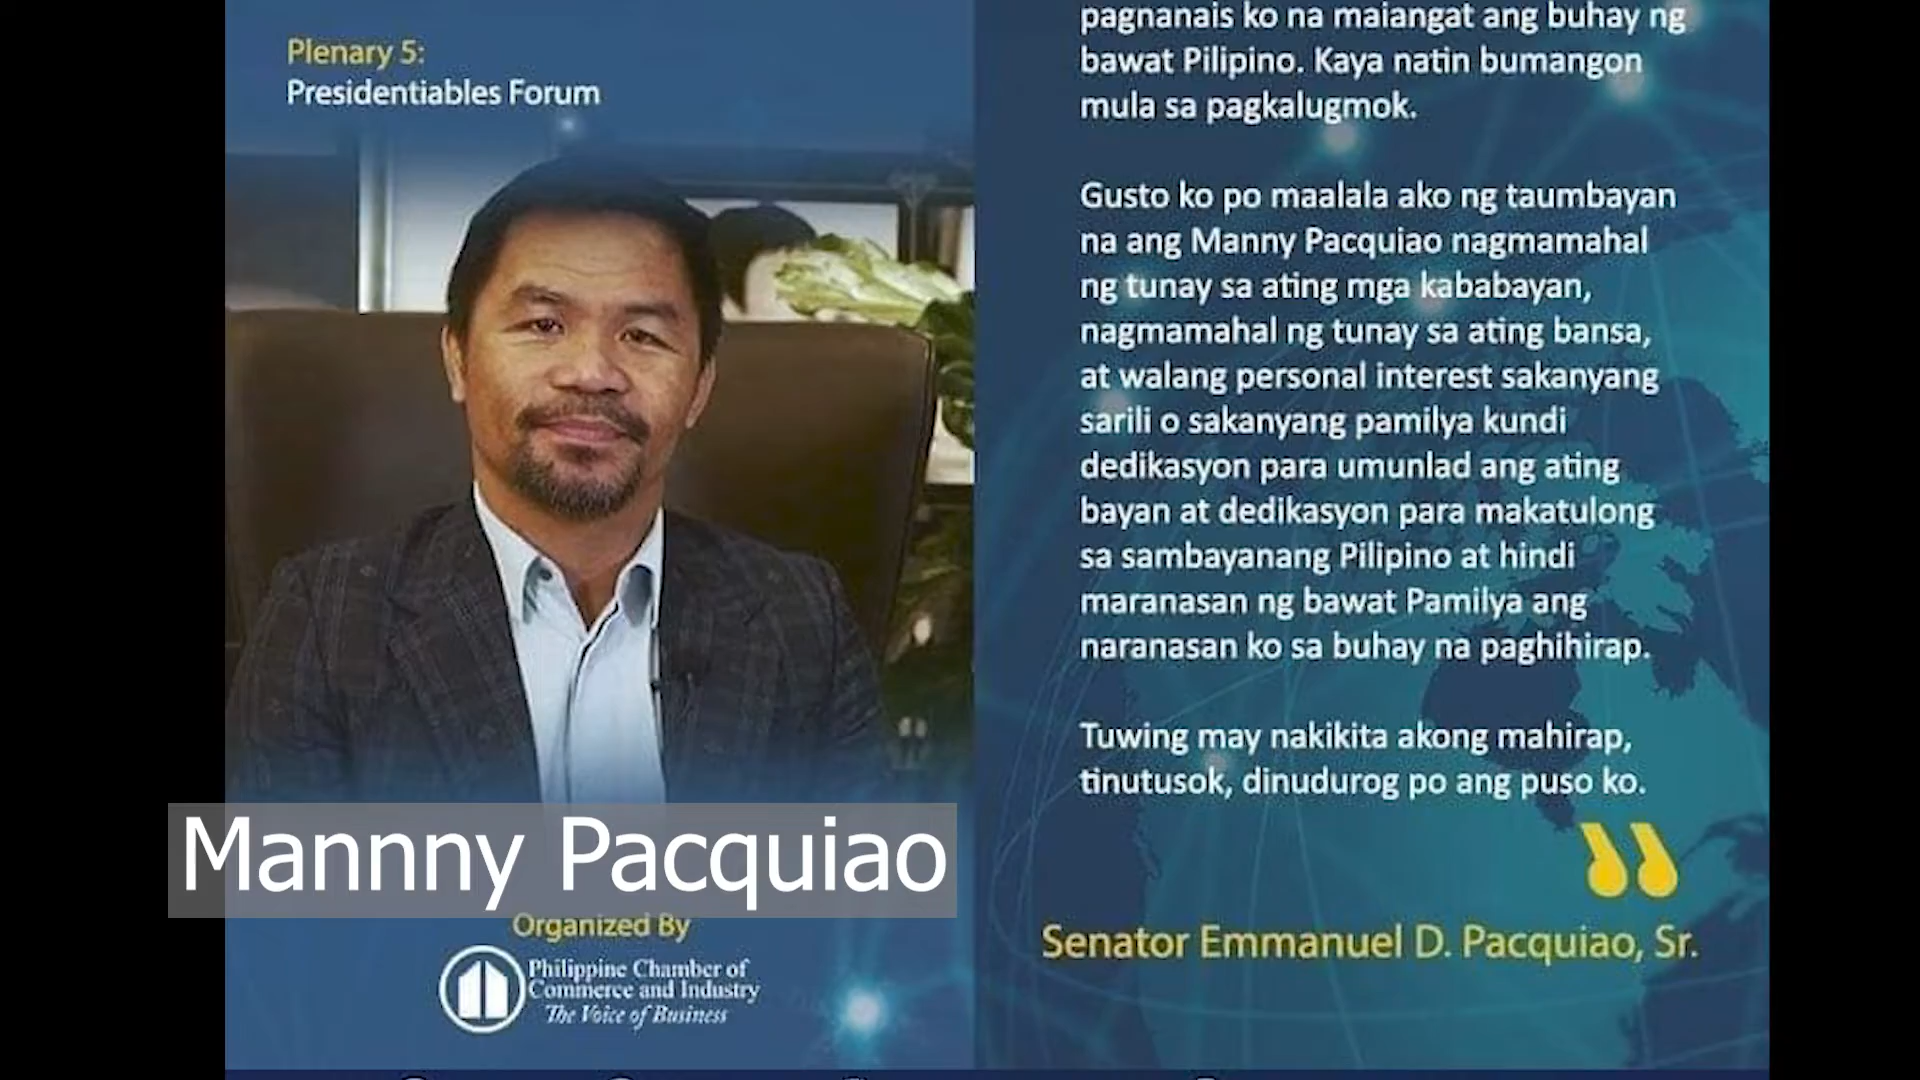 Plenary 5:
Presidentiables Forum
Mannny Pacquiao
Organized By
Philippine Chamber of
Commerce and Industry
The Voice of Business
pagnanais ko na maiangat ang buhay ng
bawat Pilipino. Kaya natin bumangon
mula sa pagkalugmok.
Gusto ko po maalala ako ng taumbayan
na ang Manny Pacquiao nagmamahal
ng tunay sa ating mga kababayan,
nagmamahal ng tunay sa ating bansa,
at walang personal interest sakanyang
sarili o sakanyang pamilya kundi
dedikasyon para umunlad ang ating
bayan at dedikasyon para makatulong
sa sambayanang Pilipino at hindi
maranasan ng bawat Pamilya ang
naranasan ko sa buhay na paghihirap.
Tuwing may nakikita akong mahirap,
tinutusok, dinudurog po ang puso ko.
”
Senator Emmanuel D. Pacquiao, Sr.